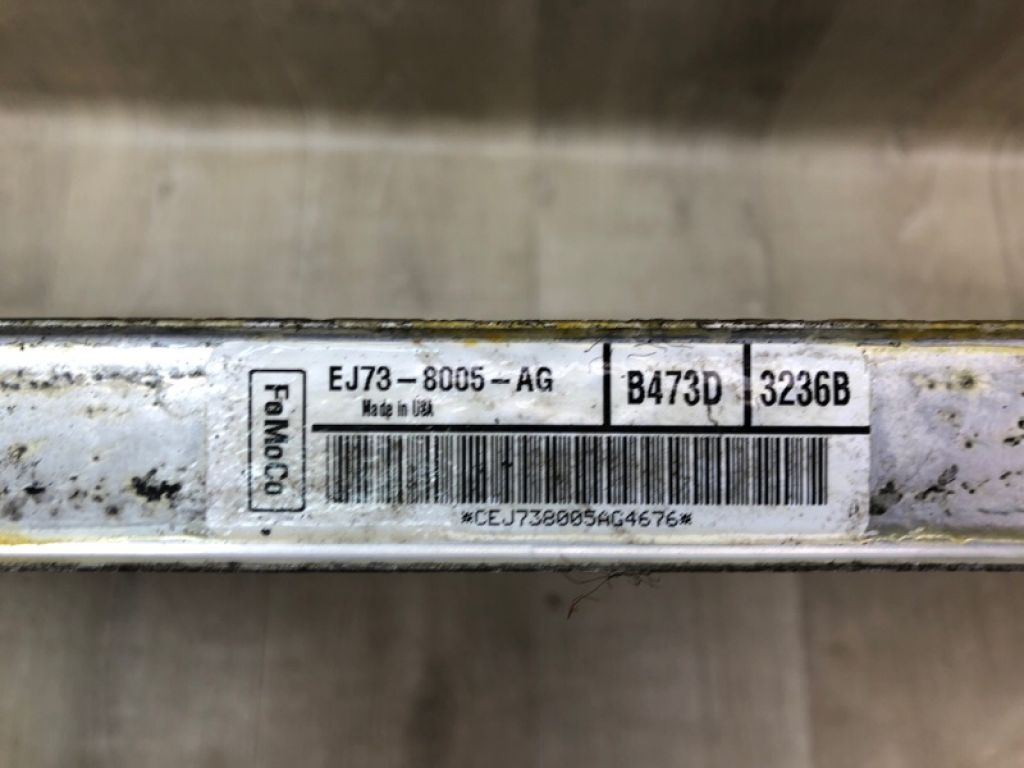 FoMoCo
EJ73-8005-AG
Made in USA
B473D
3236B
*CEJ738005AG4676*